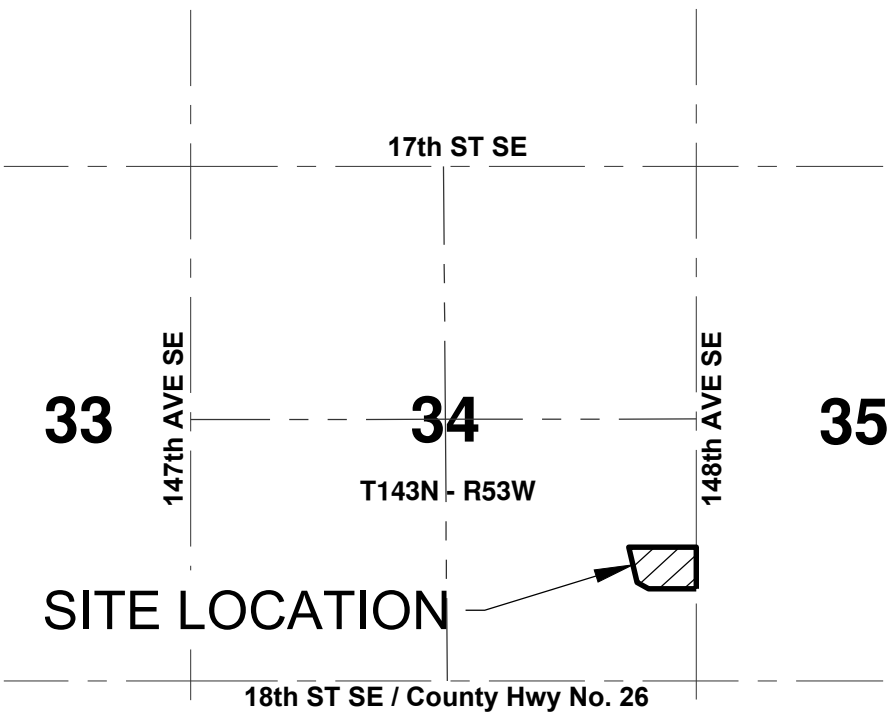 17th ST SE
147th AVE SE
148th AVE SE
33
34
35
T143N - R53W
SITE LOCATION
18th ST SE / County Hwy No. 26